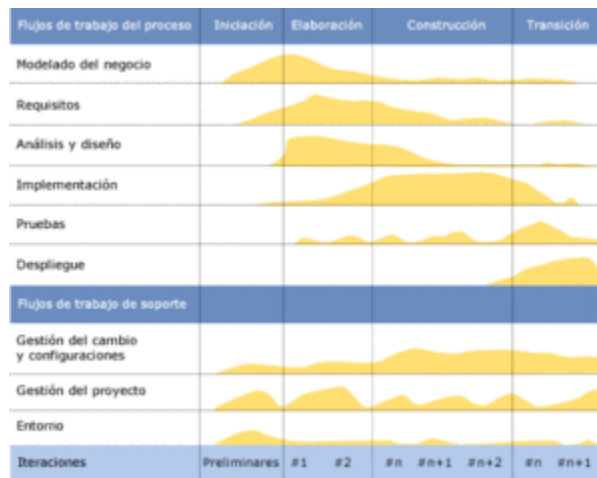 Flujos de trabajo del proceso Iniciación Elaboración Construcción Transición
Modelado del negocio
Requisitos
Análisis y diseño
Implementación
Pruebas
Despliegue
Flujos de trabajo de soporte
Gestión del cambio
y configuraciones
Gestión del proyecto
Entorno
Iteraciones Preliminares #1 #2 #n #n+1 #n+2 #n #n+1